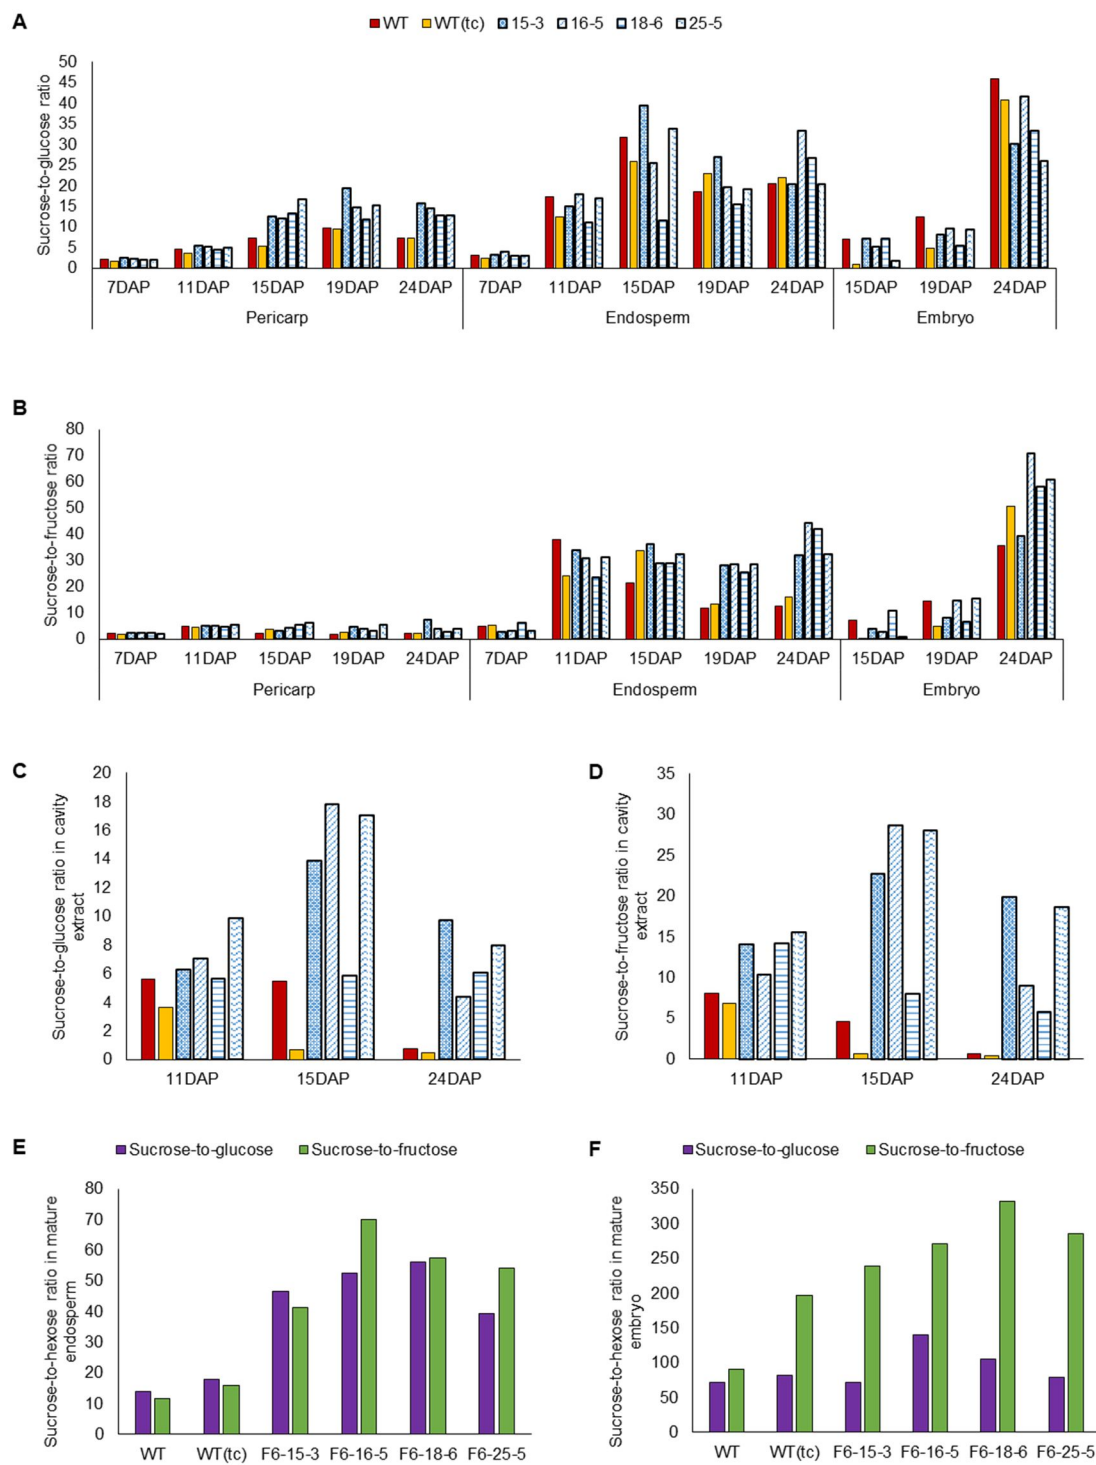 A
WT WT(tc) 15-3 16-5 18-6 25-5
Sucrose-to-glucose ratio
50
45
40
35
30
25
20
15
10
5
0
7DAP 11DAP 15DAP 19DAP 24DAP 7DAP 11DAP 15DAP 19DAP 24DAP 15DAP 19DAP 24DAP
Pericarp Endosperm Embryo
B
Sucrose-to-fructose ratio
80
70
60
50
40
30
20
10
0
7DAP 11DAP 15DAP 19DAP 24DAP 7DAP 11DAP 15DAP 19DAP 24DAP 15DAP 19DAP 24DAP
Pericarp Endosperm Embryo
C
Sucrose-to-glucose ratio in cavity
extract
20
18
16
14
12
10
8
6
4
2
0
11DAP 15DAP 24DAP
D
Sucrose-to-fructose ratio in cavity
extract
35
30
25
20
15
10
5
0
11DAP 15DAP 24DAP
E
Sucrose-to-glucose Sucrose-to-fructose
Sucrose-to-hexose ratio in mature
endosperm
80
70
60
50
40
30
20
10
0
WT WT(tc) F6-15-3 F6-16-5 F6-18-6 F6-25-5
F
Sucrose-to-glucose Sucrose-to-fructose
Sucrose-to-hexose ratio in mature
embryo
350
300
250
200
150
100
50
0
WT WT(tc) F6-15-3 F6-16-5 F6-18-6 F6-25-5